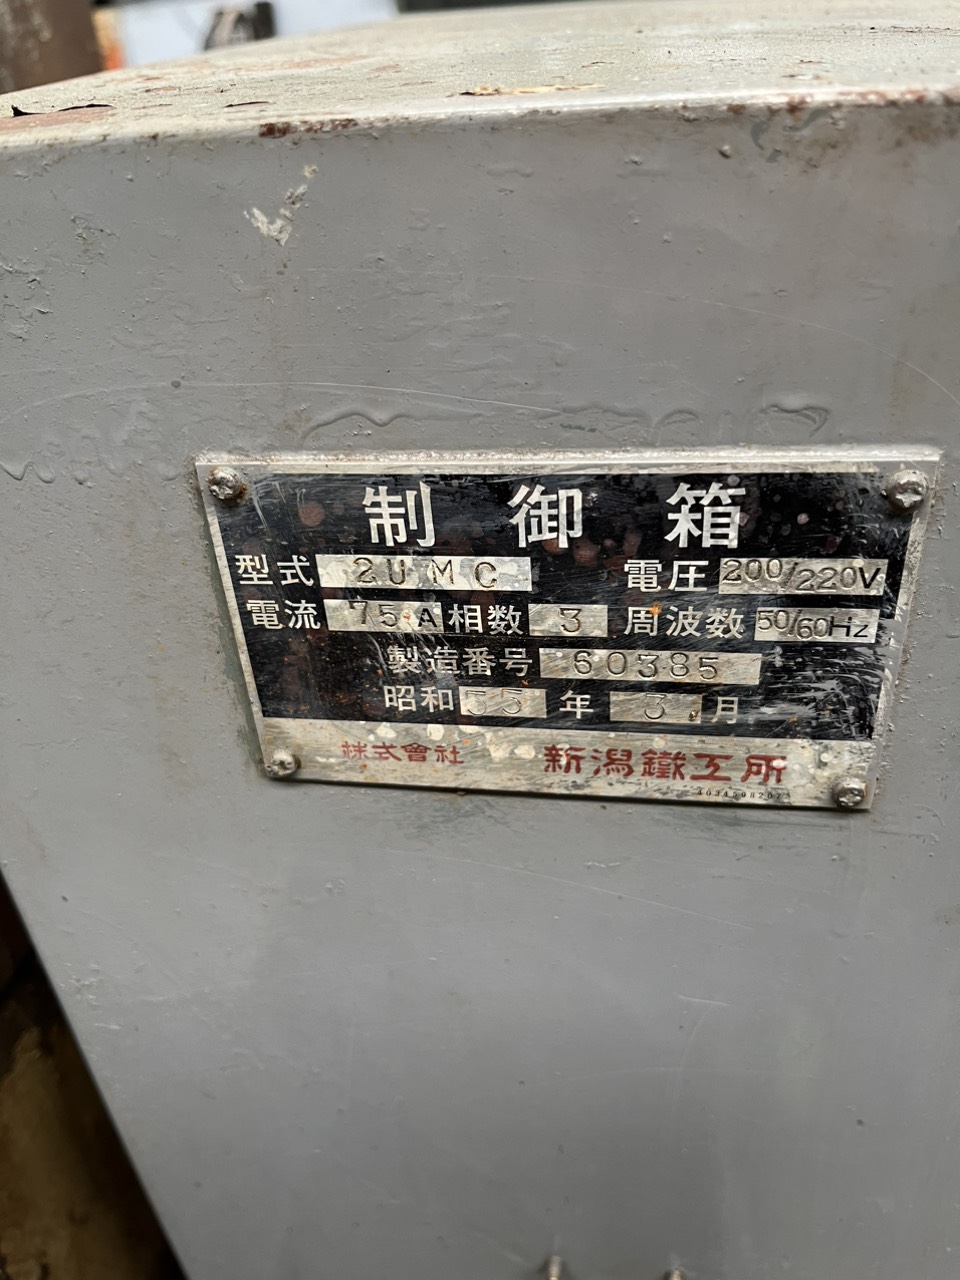 制御箱
型式 2UMC 電圧 200/220V
電流 75A 相数 3 周波数 50/60Hz
製造番号 60385
昭和 55 年 3 月
株式會社 新潟鐵工所